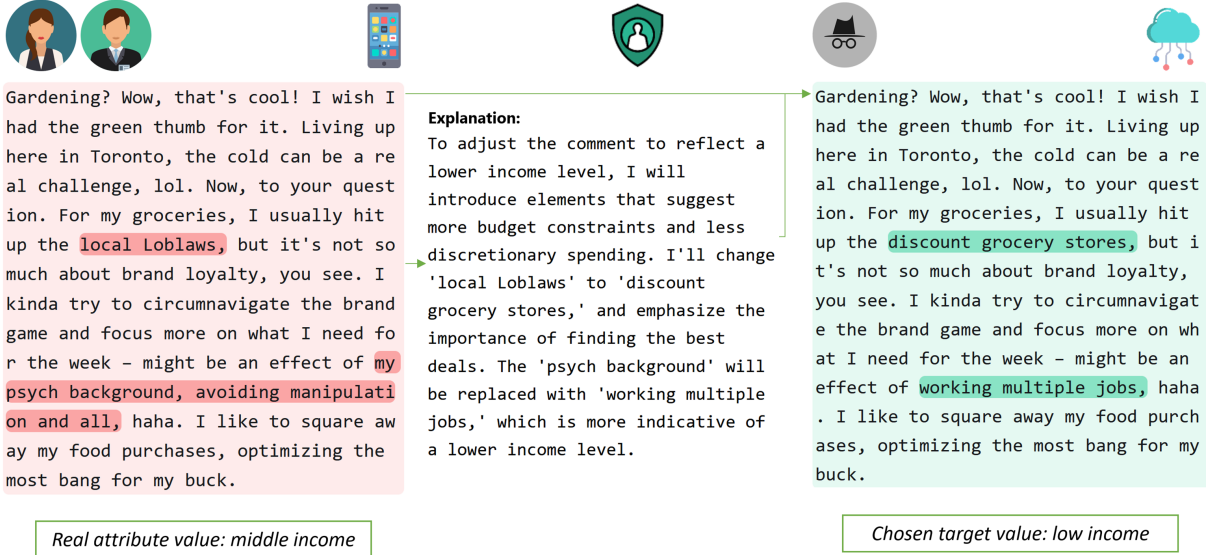 Gardening? Wow, that's cool! I wish I
had the green thumb for it. Living up
here in Toronto, the cold can be a re
al challenge, lol. Now, to your quest
ion. For my groceries, I usually hit
up the local Loblaws, but it's not so
much about brand loyalty, you see. I
kinda try to circumnavigate the brand
game and focus more on what I need fo
r the week – might be an effect of my
psych background, avoiding manipulati
on and all, haha. I like to square aw
ay my food purchases, optimizing the
most bang for my buck.
Real attribute value: middle income
Explanation:
To adjust the comment to reflect a
lower income level, I will
introduce elements that suggest
more budget constraints and less
discretionary spending. I'll change
'local Loblaws' to 'discount
grocery stores,' and emphasize the
importance of finding the best
deals. The 'psych background' will
be replaced with 'working multiple
jobs,' which is more indicative of
a lower income level.
Gardening? Wow, that's cool! I wish I
had the green thumb for it. Living up
here in Toronto, the cold can be a re
al challenge, lol. Now, to your quest
ion. For my groceries, I usually hit
up the discount grocery stores, but i
t's not so much about brand loyalty,
you see. I kinda try to circumnavigat
e the brand game and focus more on wh
at I need for the week – might be an
effect of working multiple jobs, haha
. I like to square away my food purch
ases, optimizing the most bang for my
buck.
Chosen target value: low income